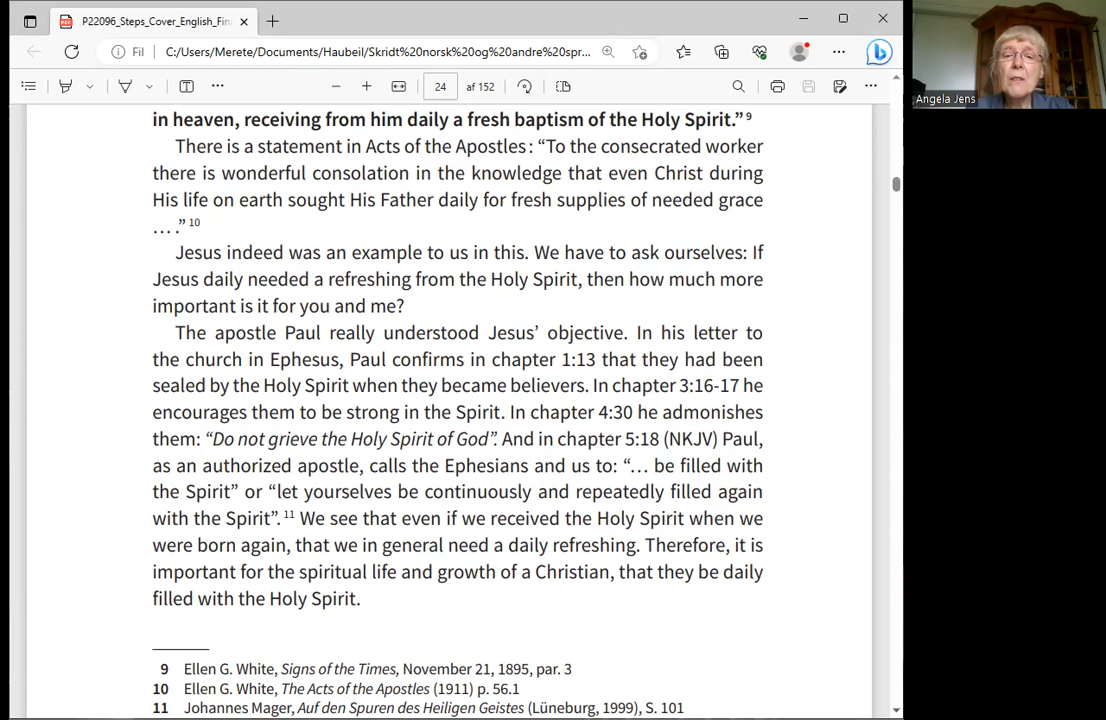 P22096_Steps_Cover_English_Fin
Fil
C:/Users/Merete/Documents/Haubeil/Skridt%20norsk%20og%20andre%20spr...
24
af 152
Angela Jens
in heaven, receiving from him daily a fresh baptism of the Holy Spirit.” 9
There is a statement in Acts of the Apostles: “To the consecrated worker
there is wonderful consolation in the knowledge that even Christ during
His life on earth sought His Father daily for fresh supplies of needed grace
… .” 10
Jesus indeed was an example to us in this. We have to ask ourselves: If
Jesus daily needed a refreshing from the Holy Spirit, then how much more
important is it for you and me?
The apostle Paul really understood Jesus’ objective. In his letter to
the church in Ephesus, Paul confirms in chapter 1:13 that they had been
sealed by the Holy Spirit when they became believers. In chapter 3:16-17 he
encourages them to be strong in the Spirit. In chapter 4:30 he admonishes
them: “Do not grieve the Holy Spirit of God”. And in chapter 5:18 (NKJV) Paul,
as an authorized apostle, calls the Ephesians and us to: “… be filled with
the Spirit” or “let yourselves be continuously and repeatedly filled again
with the Spirit”. 11 We see that even if we received the Holy Spirit when we
were born again, that we in general need a daily refreshing. Therefore, it is
important for the spiritual life and growth of a Christian, that they be daily
filled with the Holy Spirit.
9 Ellen G. White, Signs of the Times, November 21, 1895, par. 3
10 Ellen G. White, The Acts of the Apostles (1911) p. 56.1
11 Johannes Mager, Auf den Spuren des Heiligen Geistes (Lüneburg, 1999), S. 101